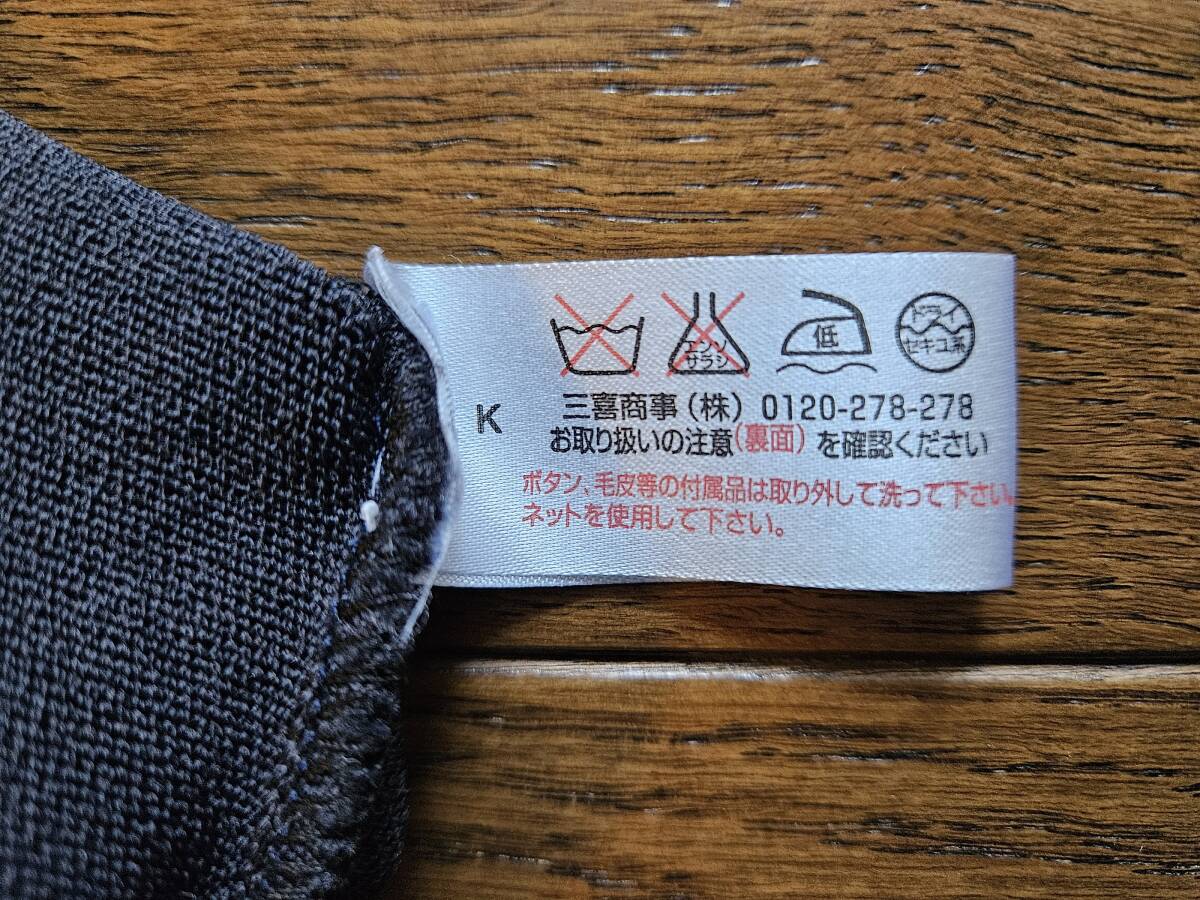 エンソ
サラシ
低
ドライ
セキユ系
K
三喜商事(株) 0120-278-278
お取り扱いの注意(裏面)を確認ください
ボタン、毛皮等の付属品は取り外して洗って下さい。
ネットを使用して下さい。